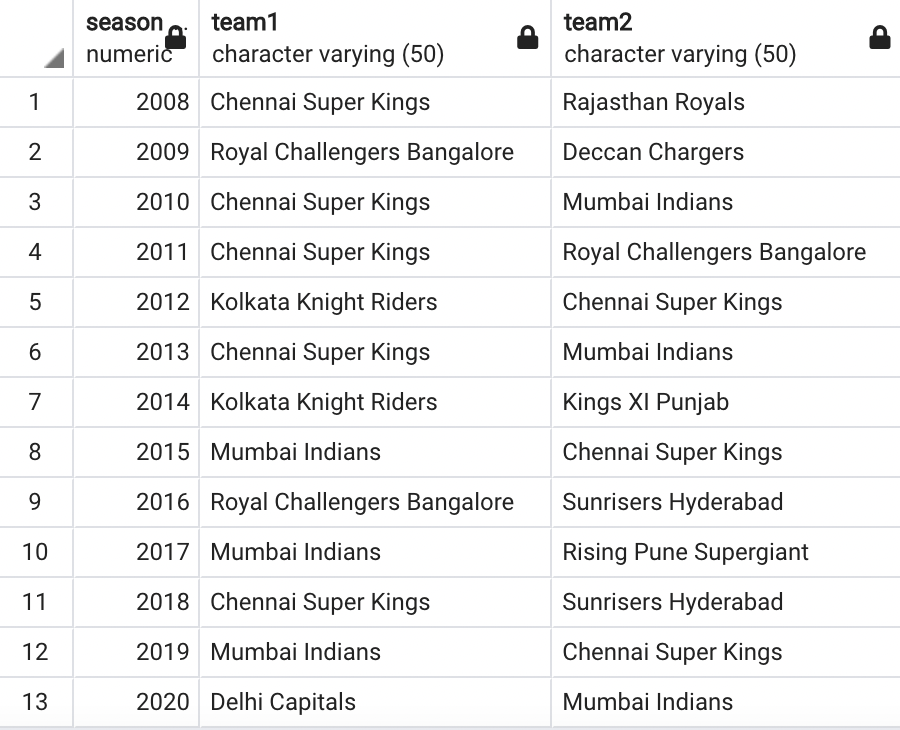 season .. team1 team2
numeric character varying (50) character varying (50)
1 2008 Chennai Super Kings Rajasthan Royals
2 2009 Royal Challengers Bangalore Deccan Chargers
3 2010 Chennai Super Kings Mumbai Indians
4 2011 Chennai Super Kings Royal Challengers Bangalore
5 2012 Kolkata Knight Riders Chennai Super Kings
6 2013 Chennai Super Kings Mumbai Indians
7 2014 Kolkata Knight Riders Kings XI Punjab
8 2015 Mumbai Indians Chennai Super Kings
9 2016 Royal Challengers Bangalore Sunrisers Hyderabad
10 2017 Mumbai Indians Rising Pune Supergiant
11 2018 Chennai Super Kings Sunrisers Hyderabad
12 2019 Mumbai Indians Chennai Super Kings
13 2020 Delhi Capitals Mumbai Indians